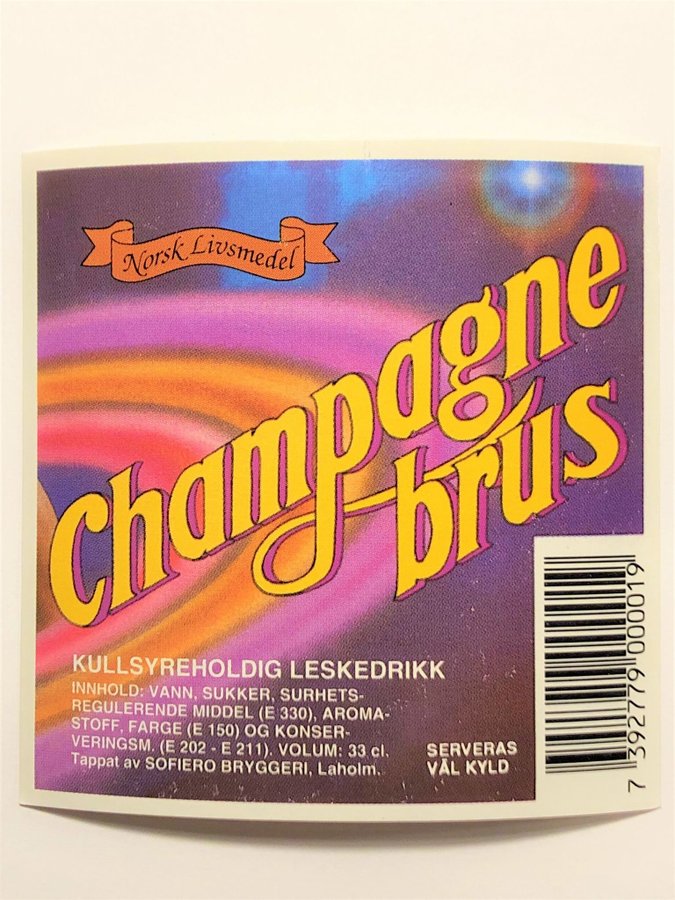 Norsk Livsmedel
Champagne
brus
KULLSYREHOLDIG LESKEDRIKK
INNHOLD: VANN, SUKKER, SURHETS-
REGULERENDE MIDDEL (E 330), AROMA-
STOFF, FARGE (E 150) OG KONSER-
VERINGSM. (E 202 - E 211). VOLUM: 33 cl.
Tappat av SOFIERO BRYGGERI, Laholm.
SERVERAS
VÄL KYLD
7 392779 000019